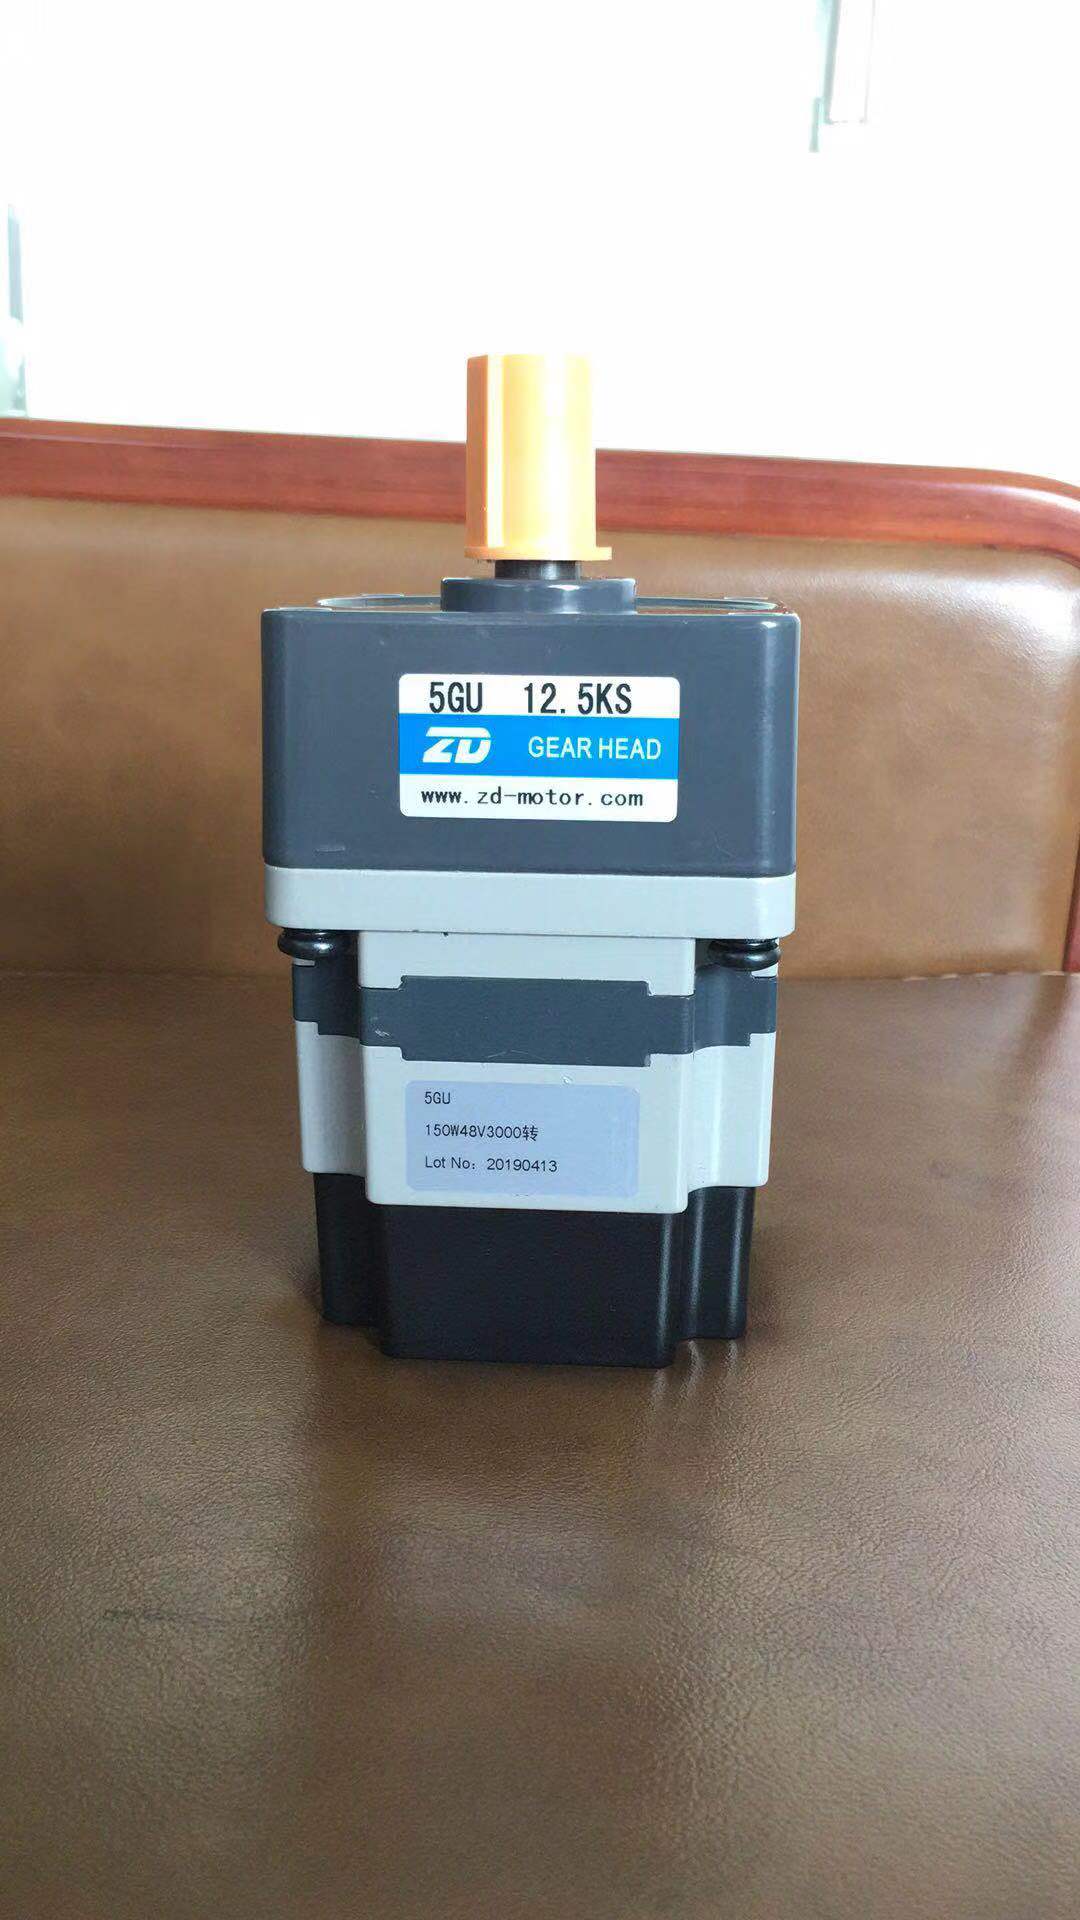 5GU 12.5KS
ZD GEAR HEAD
www.zd-motor.com
5GU
150W48V3000转
Lot No: 20190413